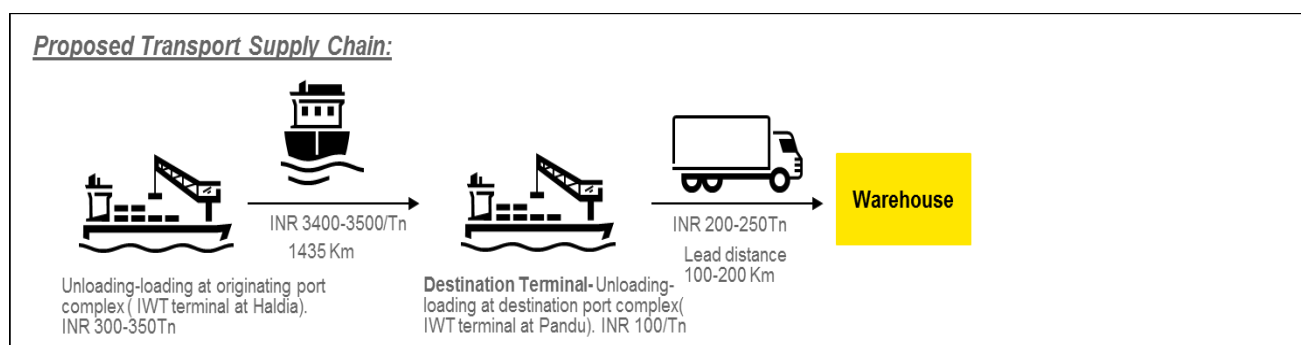 Proposed Transport Supply Chain:
INR 3400-3500/Tn
1435 Km
INR 200-250Tn
Lead distance
100-200 Km
Warehouse
Unloading-loading at originating port
complex( IWT terminal at Haldia).
INR 300-350Tn
Destination Terminal-Unloading-
loading at destination port complex(
IWT terminal at Pandu). INR 100/Tn